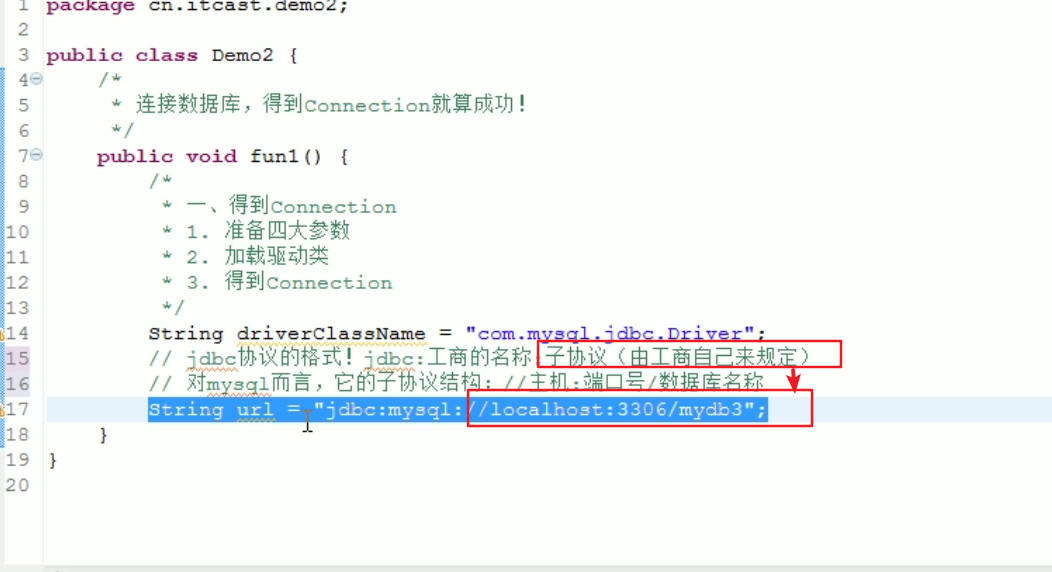 1 package cn.itcast.demo2;
2
3 public class Demo2 {
4 /*
5 * 连接数据库，得到Connection就算成功！
6 */
7 public void fun1() {
8 /*
9 * 一、得到Connection
10 * 1. 准备四大参数
11 * 2. 加载驱动类
12 * 3. 得到Connection
13 */
14 String driverClassName = "com.mysql.jdbc.Driver";
15 // jdbc协议的格式！jdbc:工商的名称:子协议（由工商自己来规定）
16 // 对mysql而言，它的子协议结构：//主机:端口号/数据库名称
17 String url = "jdbc:mysql://localhost:3306/mydb3";
18 }
19 }
20